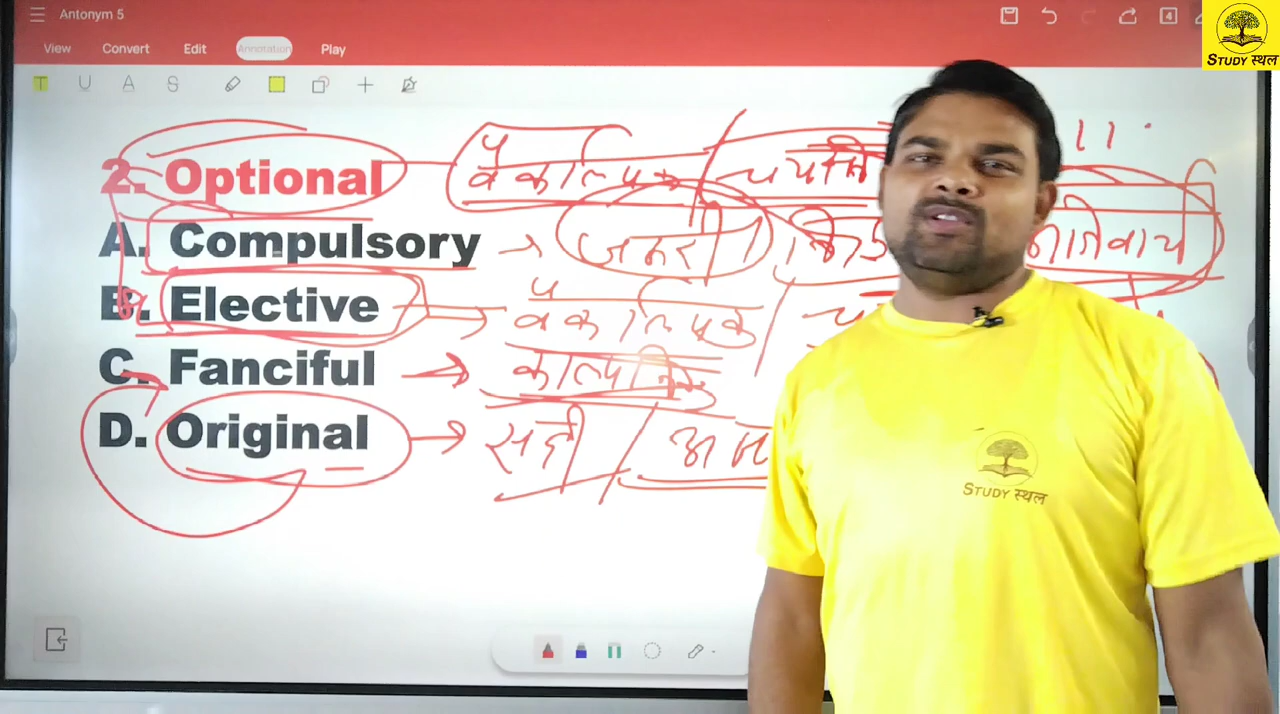 Antonym 5
View Convert Edit Annotation Play
STUDY स्थल
2. Optional वैकल्पिक /
A. Compulsory जरूरी / अनिवार्य
B. Elective वैकल्पिक /
C. Fanciful काल्पनिक
D. Original सही /
STUDY स्थल